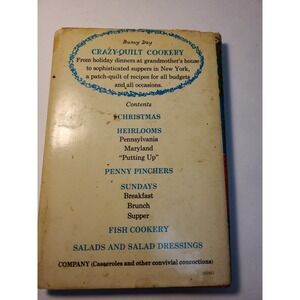 Bunny Day
CRAZY-QUILT COOKERY
From holiday dinners at grandmother's house
to sophisticated suppers in New York,
a patch-quilt of recipes for all budgets
and all occasions.
Contents
CHRISTMAS
HEIRLOOMS
Pennsylvania
Maryland
"Putting Up"
PENNY PINCHERS
SUNDAYS
Breakfast
Brunch
Supper
FISH COOKERY
SALADS AND SALAD DRESSINGS
COMPANY (Casseroles and other convivial concoctions)